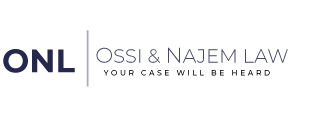 ONL
OSSI & NAJEM LAW
YOUR CASE WILL BE HEARD